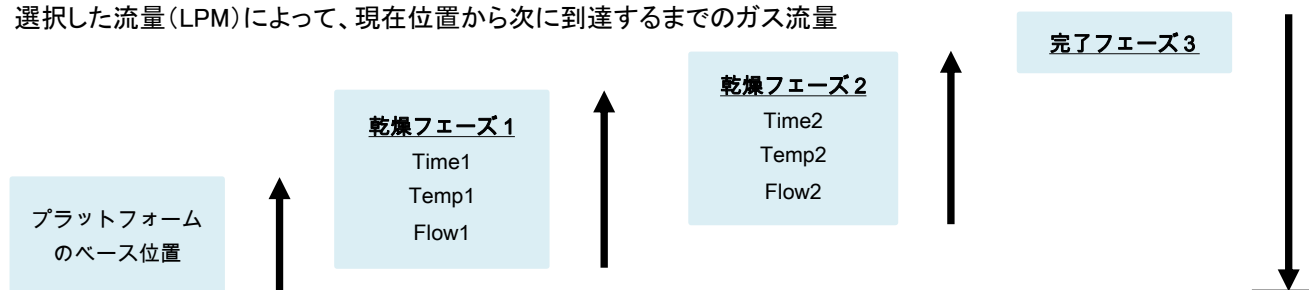 選択した流量（LPM）によって、現在位置から次に到達するまでのガス流量
完了フェーズ 3
乾燥フェーズ 2
Time2
Temp2
Flow2
乾燥フェーズ 1
Time1
Temp1
Flow1
プラットフォーム
のベース位置